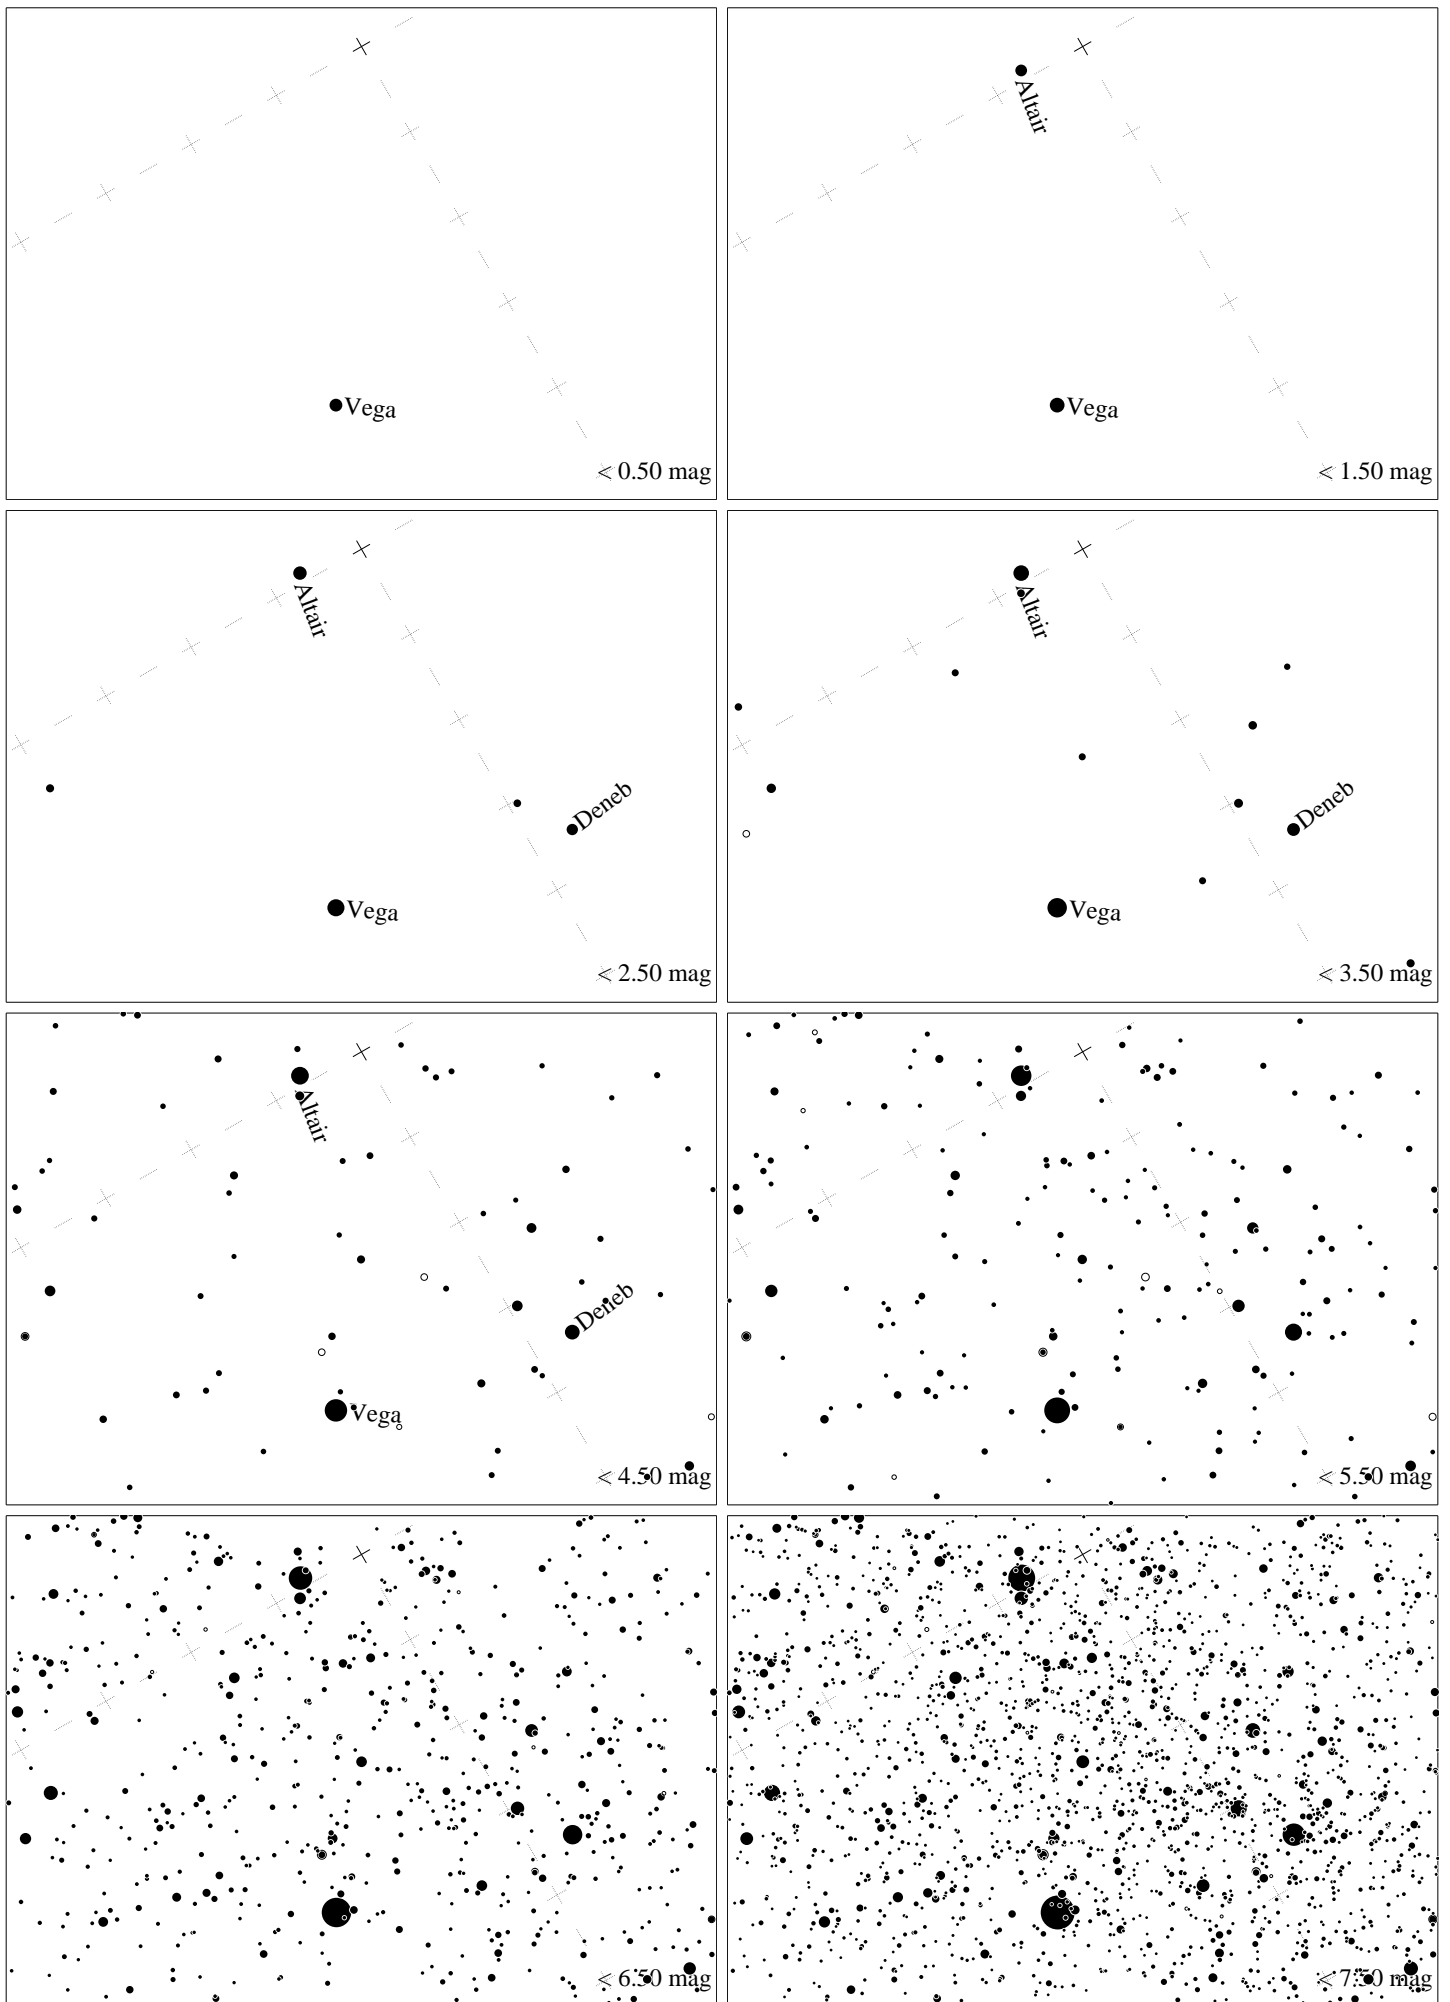 Vega
< 0.50 mag
Altair
Vega
< 1.50 mag
Altair
Deneb
Vega
< 2.50 mag
Altair
Deneb
Vega
< 3.50 mag
Altair
Deneb
Vega
< 4.50 mag
< 5.50 mag
< 6.50 mag
< 7.50 mag